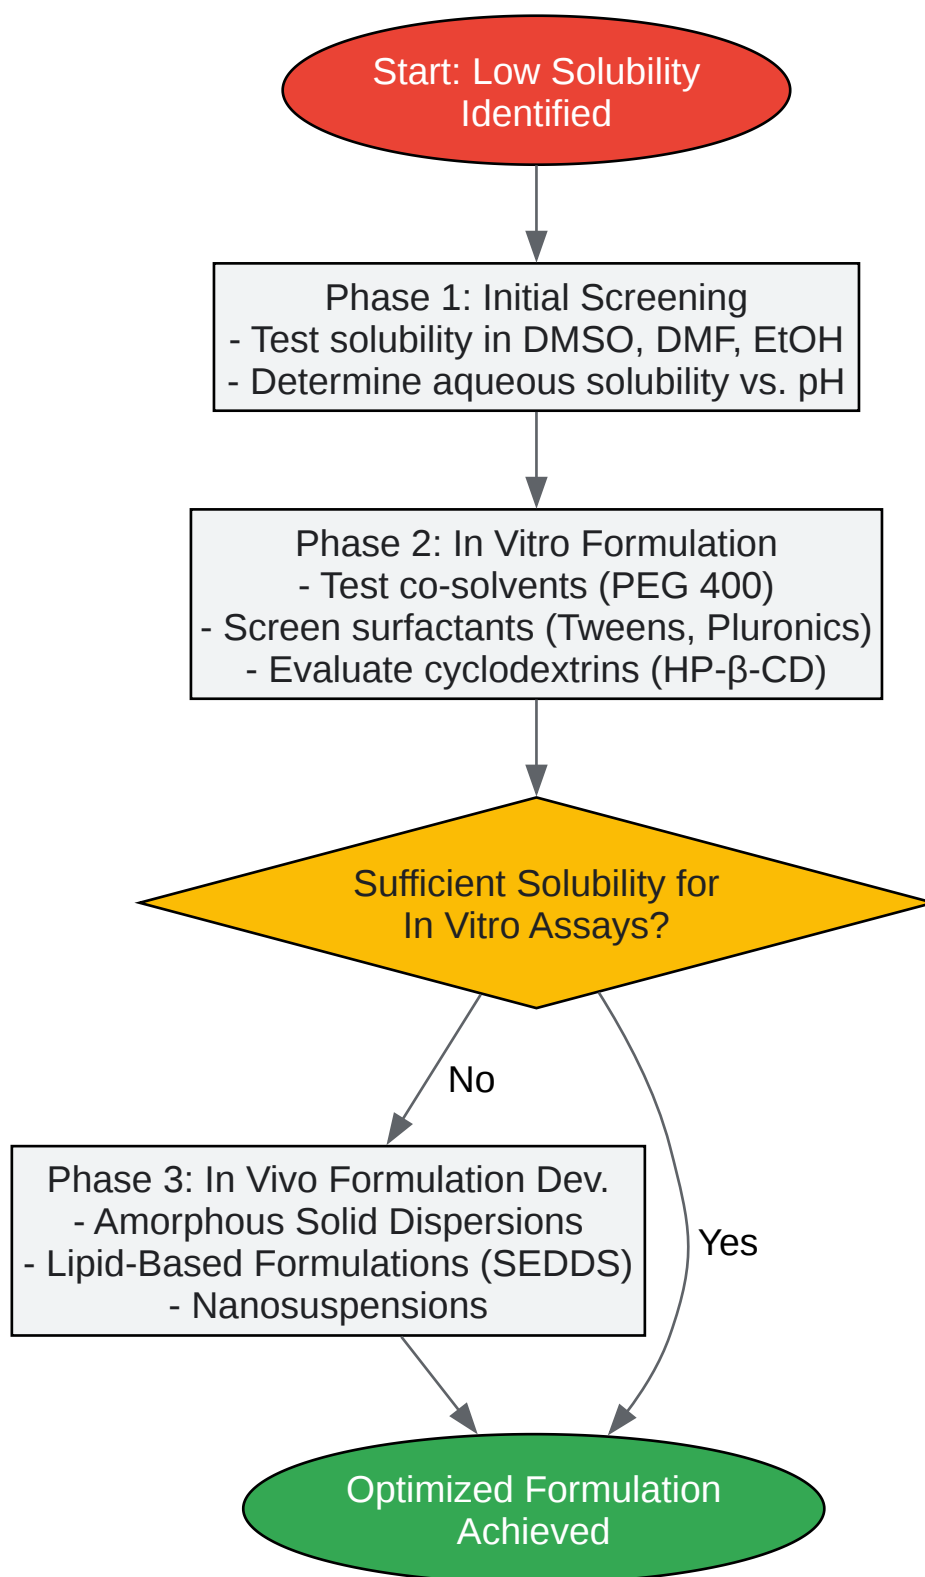 Start: Low Solubility
Identified
Phase 1: Initial Screening
- Test solubility in DMSO, DMF, EtOH
- Determine aqueous solubility vs. pH
Phase 2: In Vitro Formulation
- Test co-solvents (PEG 400)
- Screen surfactants (Tweens, Pluronics)
- Evaluate cyclodextrins (HP-β-CD)
Sufficient Solubility for
In Vitro Assays?
No
Phase 3: In Vivo Formulation Dev.
- Amorphous Solid Dispersions
- Lipid-Based Formulations (SEDDS)
- Nanosuspensions
Yes
Optimized Formulation
Achieved